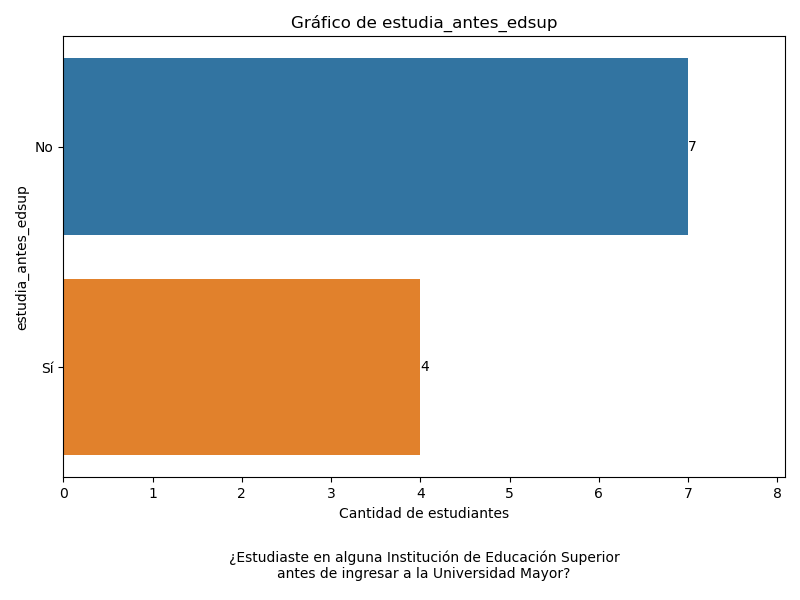 Gráfico de estudia_antes_edsup
estudia_antes_edsup
No
7
Sí
4
0 1 2 3 4 5 6 7 8
Cantidad de estudiantes
¿Estudiaste en alguna Institución de Educación Superior
antes de ingresar a la Universidad Mayor?